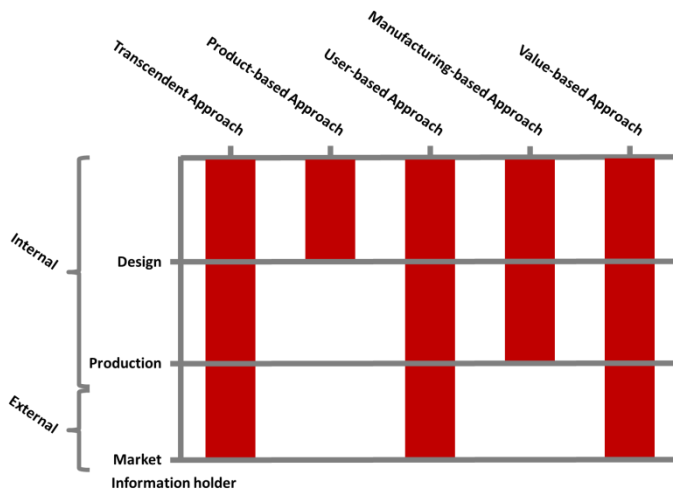 Transcendent Approach
Product-based Approach
User-based Approach
Manufacturing-based Approach
Value-based Approach
Internal
Design
Production
External
Market
Information holder